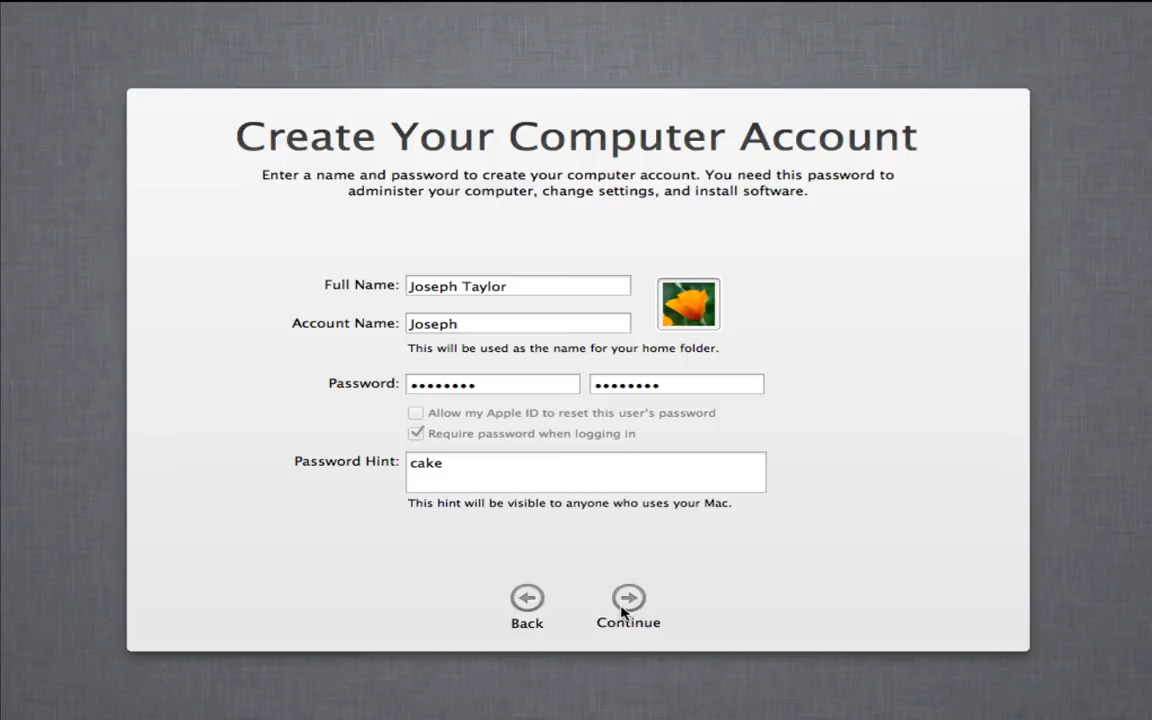 Create Your Computer Account
Enter a name and password to create your computer account. You need this password to
administer your computer, change settings, and install software.
Full Name: Joseph Taylor
Account Name: Joseph
This will be used as the name for your home folder.
Password: •••••••• ••••••••
Allow my Apple ID to reset this user's password
Require password when logging in
Password Hint: cake
This hint will be visible to anyone who uses your Mac.
Back Continue